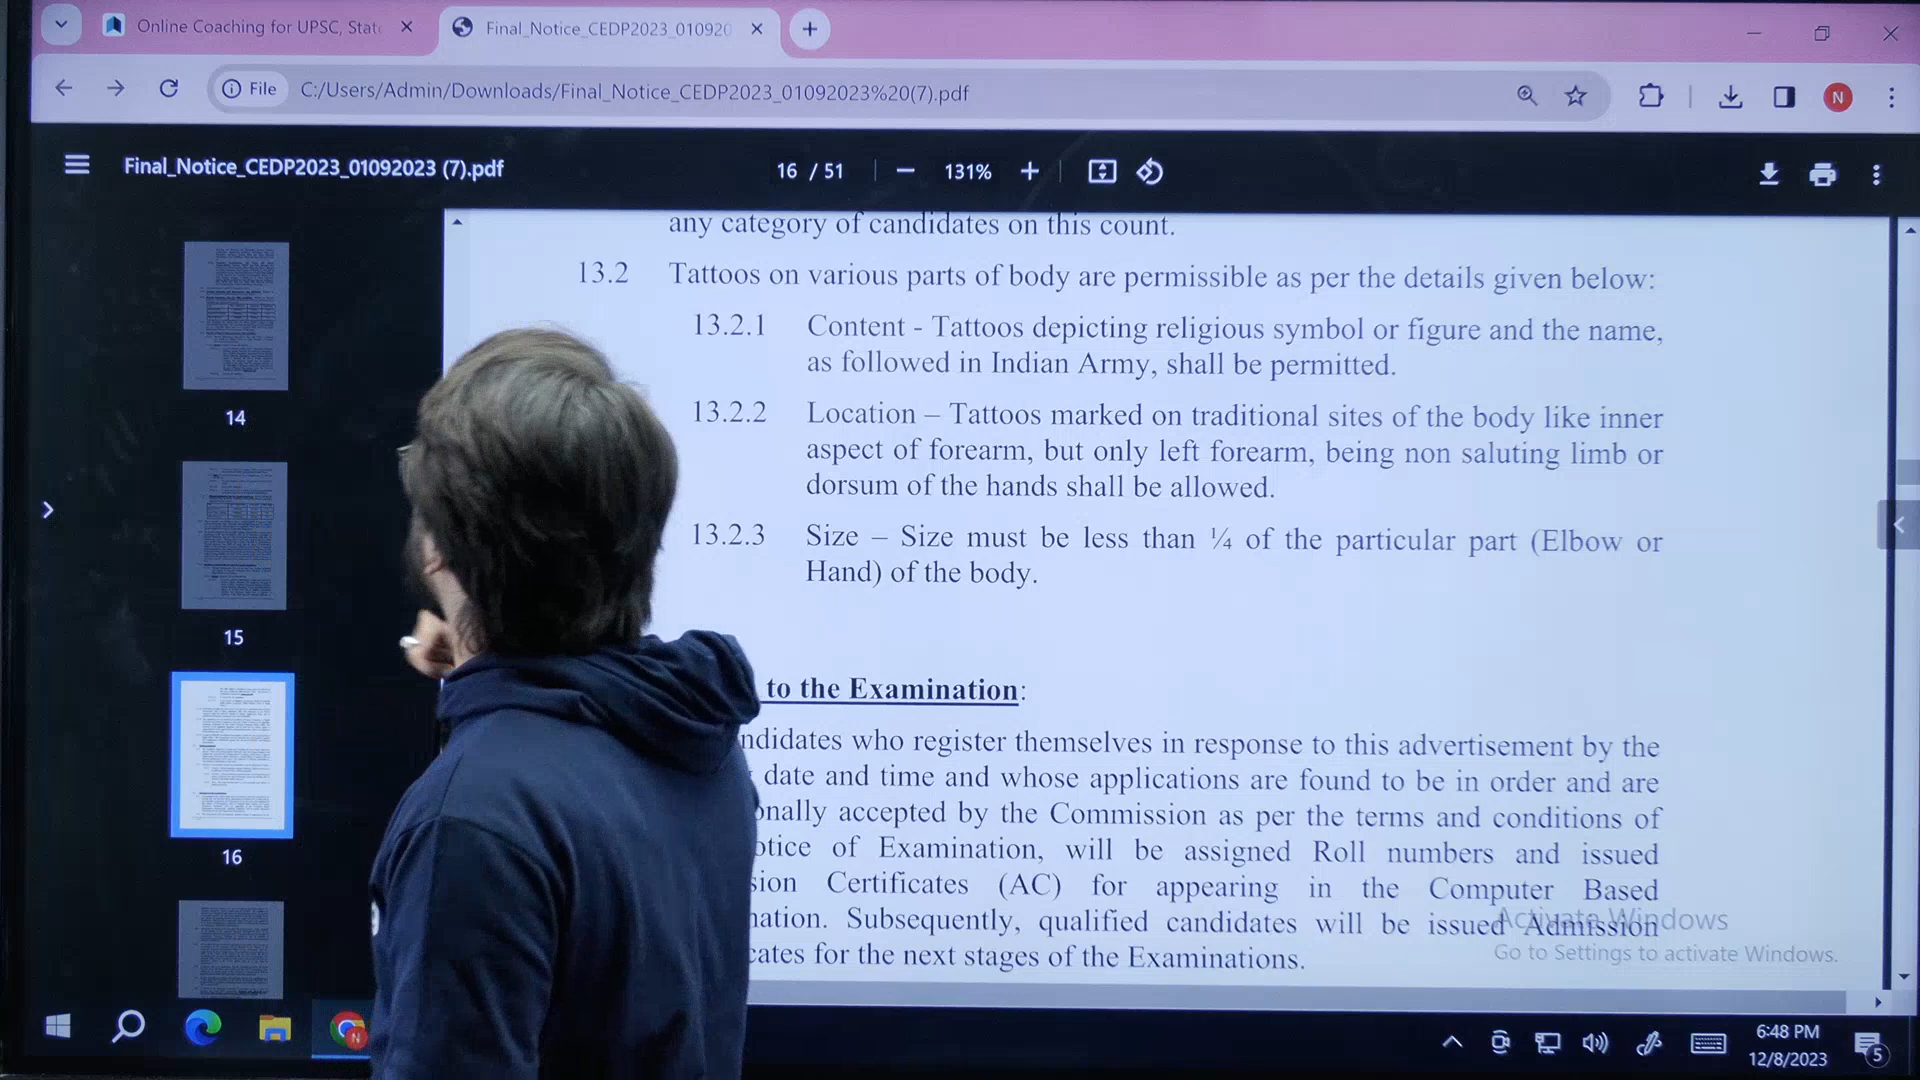 Online Coaching for UPSC, State
Final_Notice_CEDP2023_010920
File
C:/Users/Admin/Downloads/Final_Notice_CEDP2023_01092023%20(7).pdf
N
Final_Notice_CEDP2023_01092023 (7).pdf
16 / 51
131%
any category of candidates on this count.
13.2 Tattoos on various parts of body are permissible as per the details given below:
13.2.1 Content - Tattoos depicting religious symbol or figure and the name,
as followed in Indian Army, shall be permitted.
13.2.2 Location – Tattoos marked on traditional sites of the body like inner
aspect of forearm, but only left forearm, being non saluting limb or
dorsum of the hands shall be allowed.
13.2.3 Size – Size must be less than ¼ of the particular part (Elbow or
Hand) of the body.
to the Examination:
ndidates who register themselves in response to this advertisement by the
date and time and whose applications are found to be in order and are
onally accepted by the Commission as per the terms and conditions of
otice of Examination, will be assigned Roll numbers and issued
sion Certificates (AC) for appearing in the Computer Based
nation. Subsequently, qualified candidates will be issued Admission
cates for the next stages of the Examinations.
14
15
16
Activate Windows
Go to Settings to activate Windows.
N
6:48 PM
12/8/2023
5